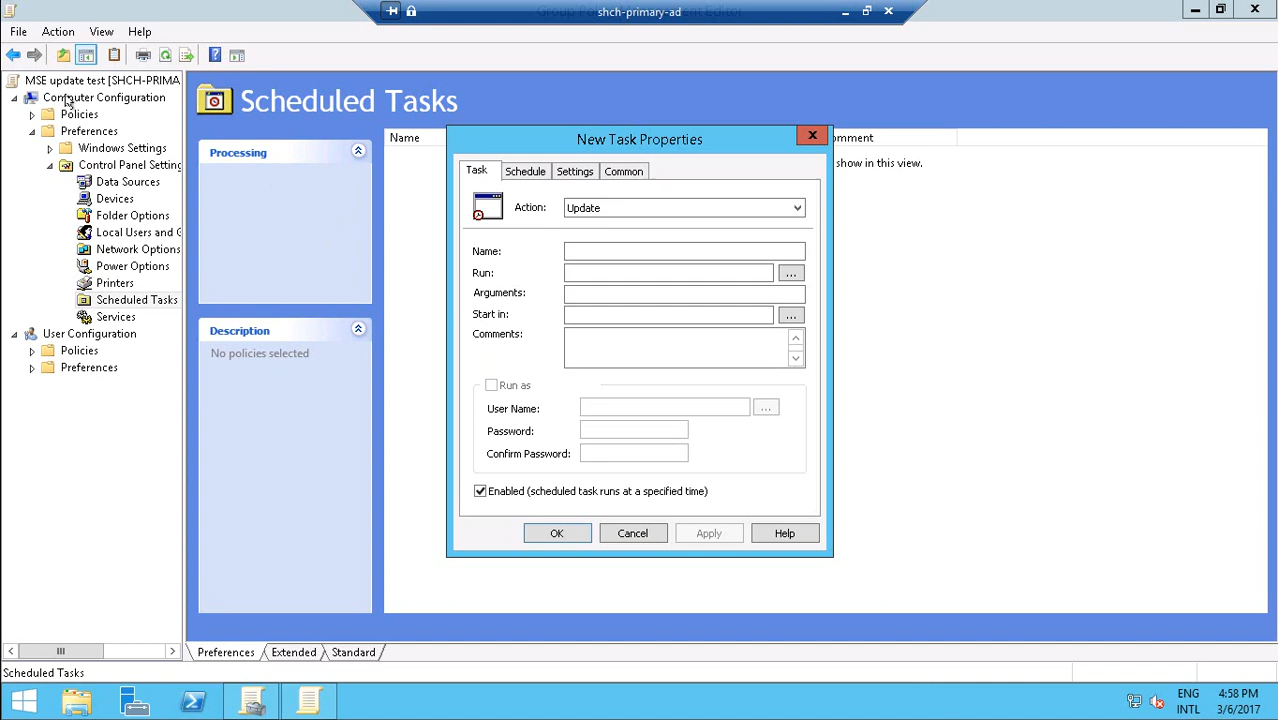 shch-primary-ad
File Action View Help
MSE update test [SHCH-PRIMA
Computer Configuration
Policies
Preferences
Windows Settings
Control Panel Setting
Data Sources
Devices
Folder Options
Local Users and G
Network Options
Power Options
Printers
Scheduled Tasks
Services
User Configuration
Policies
Preferences
Scheduled Tasks
Processing
Description
No policies selected
Name
omment
show in this view.
New Task Properties
Task Schedule Settings Common
Action: Update
Name:
Run: ...
Arguments:
Start in: ...
Comments:
Run as
User Name: ...
Password:
Confirm Password:
Enabled (scheduled task runs at a specified time)
OK Cancel Apply Help
Preferences Extended Standard
Scheduled Tasks
ENG 4:58 PM
INTL 3/6/2017